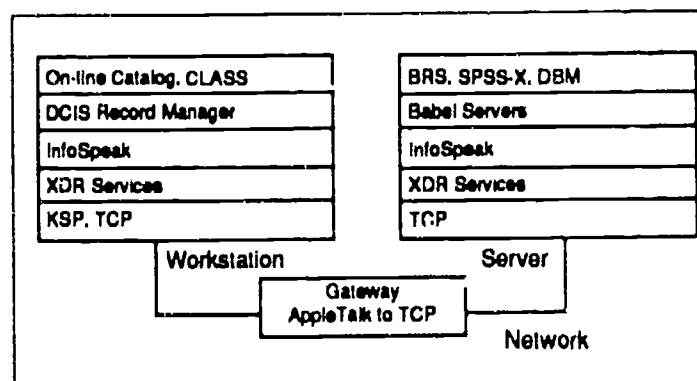 On-line Catalog, CLASS
DCIS Record Manager
InfoSpeak
XDR Services
KSP, TCP
Workstation
BRS, SPSS-X, DBM
Babel Servers
InfoSpeak
XDR Services
TCP
Server
Gateway
AppleTalk to TCP
Network